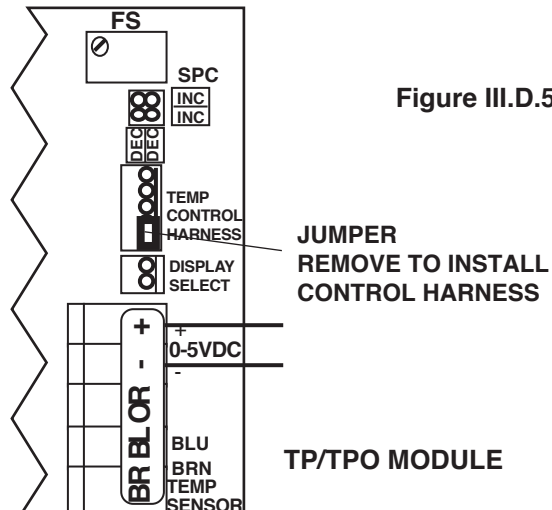 FS
SPC
INC
INC
DEC
DEC
Figure III.D.5
TEMP
CONTROL
HARNESS
JUMPER
REMOVE TO INSTALL
CONTROL HARNESS
DISPLAY
SELECT
+
-
BR BL OR - +
0-5VDC
BLU
BRN
TEMP
SENSOR
TP/TPO MODULE